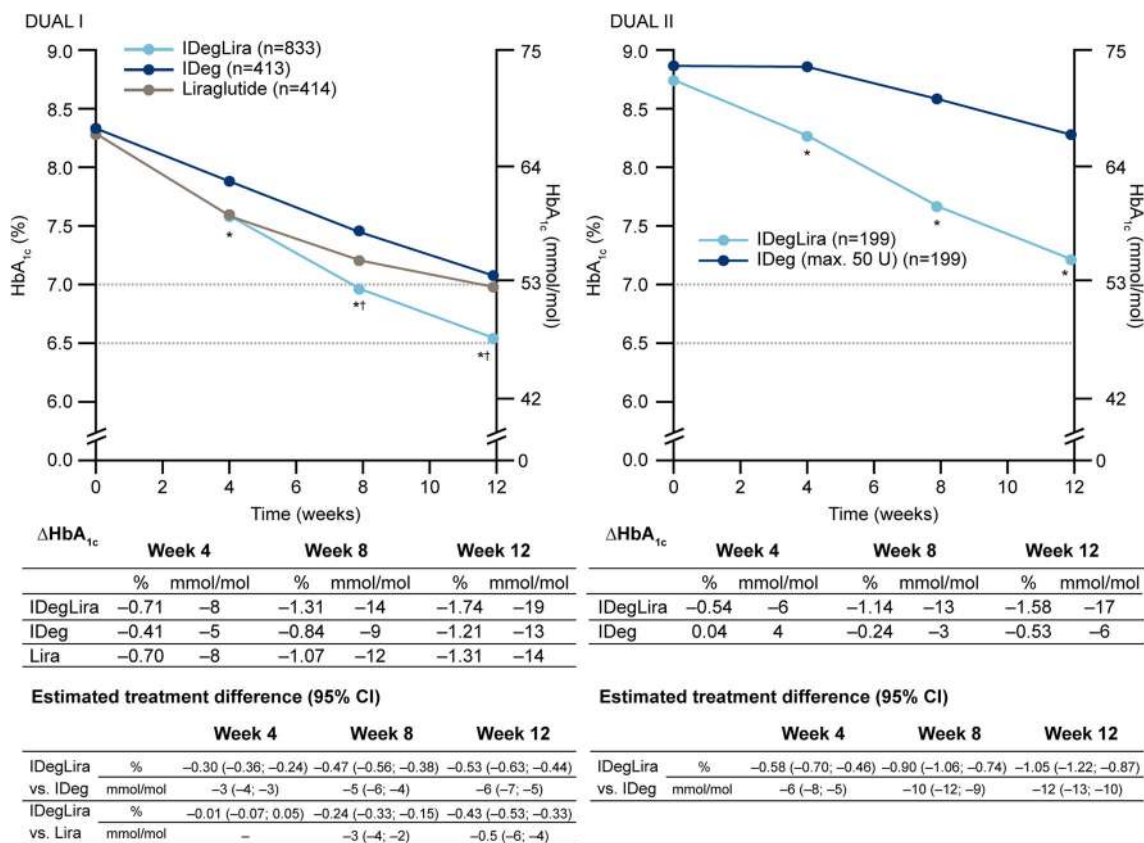 DUAL I
IDegLira (n=833)
IDeg (n=413)
Liraglutide (n=414)
9.0
8.5
8.0
7.5
7.0
6.5
6.0
0.0
HbA1c (%)
75
64
53
42
0
HbA1c (mmol/mol)
0 2 4 6 8 10 12
Time (weeks)
*
*†
*†
DUAL II
9.0
8.5
8.0
7.5
7.0
6.5
6.0
0.0
HbA1c (%)
IDegLira (n=199)
IDeg (max. 50 U) (n=199)
75
64
53
42
0
HbA1c (mmol/mol)
0 2 4 6 8 10 12
Time (weeks)
*
*
*
ΔHbA1c
Week 4 Week 8 Week 12
% mmol/mol % mmol/mol % mmol/mol
IDegLira –0.71 –8 –1.31 –14 –1.74 –19
IDeg –0.41 –5 –0.84 –9 –1.21 –13
Lira –0.70 –8 –1.07 –12 –1.31 –14
ΔHbA1c
Week 4 Week 8 Week 12
% mmol/mol % mmol/mol % mmol/mol
IDegLira –0.54 –6 –1.14 –13 –1.58 –17
IDeg 0.04 4 –0.24 –3 –0.53 –6
Estimated treatment difference (95% CI)
Week 4 Week 8 Week 12
IDegLira % –0.30 (–0.36; –0.24) –0.47 (–0.56; –0.38) –0.53 (–0.63; –0.44)
vs. IDeg mmol/mol –3 (–4; –3) –5 (–6; –4) –6 (–7; –5)
IDegLira % –0.01 (–0.07; 0.05) –0.24 (–0.33; –0.15) –0.43 (–0.53; –0.33)
vs. Lira mmol/mol – –3 (–4; –2) –0.5 (–6; –4)
Estimated treatment difference (95% CI)
Week 4 Week 8 Week 12
IDegLira % –0.58 (–0.70; –0.46) –0.90 (–1.06; –0.74) –1.05 (–1.22; –0.87)
vs. IDeg mmol/mol –6 (–8; –5) –10 (–12; –9) –12 (–13; –10)